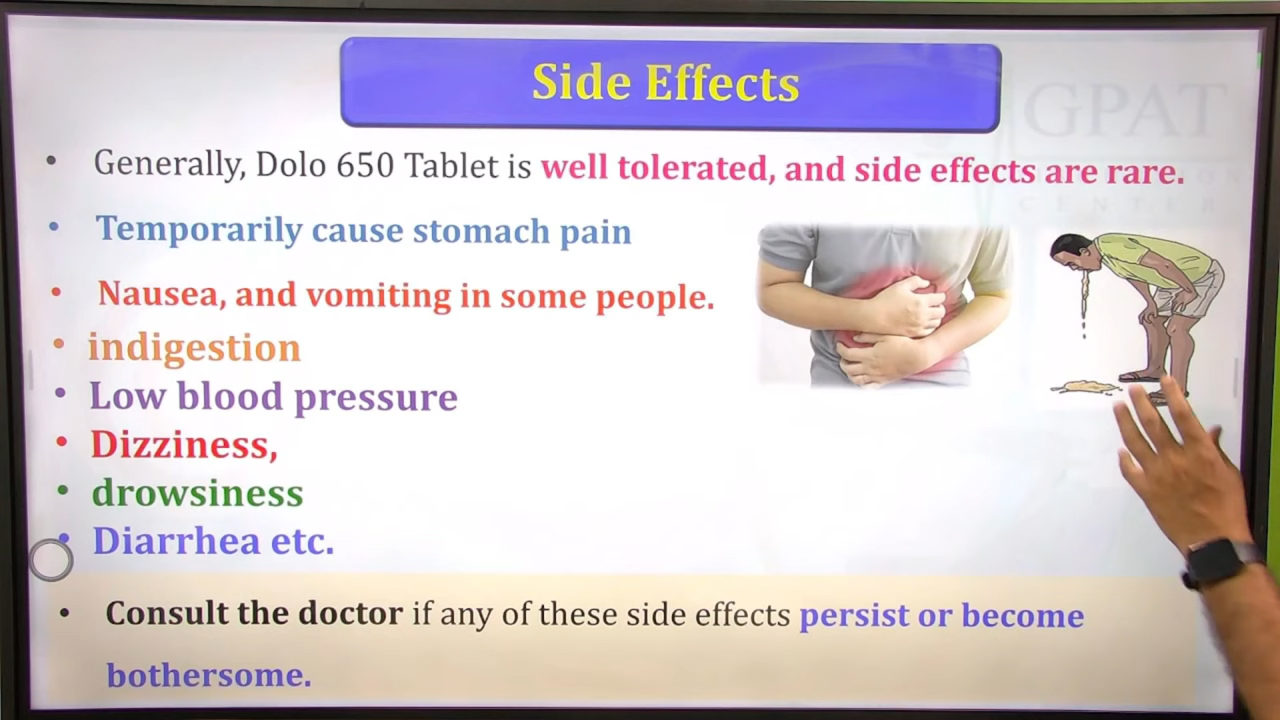 Side Effects
GPAT
• Generally, Dolo 650 Tablet is well tolerated, and side effects are rare.
CENTER
• Temporarily cause stomach pain
• Nausea, and vomiting in some people.
• indigestion
• Low blood pressure
• Dizziness,
• drowsiness
• Diarrhea etc.
• Consult the doctor if any of these side effects persist or become
bothersome.